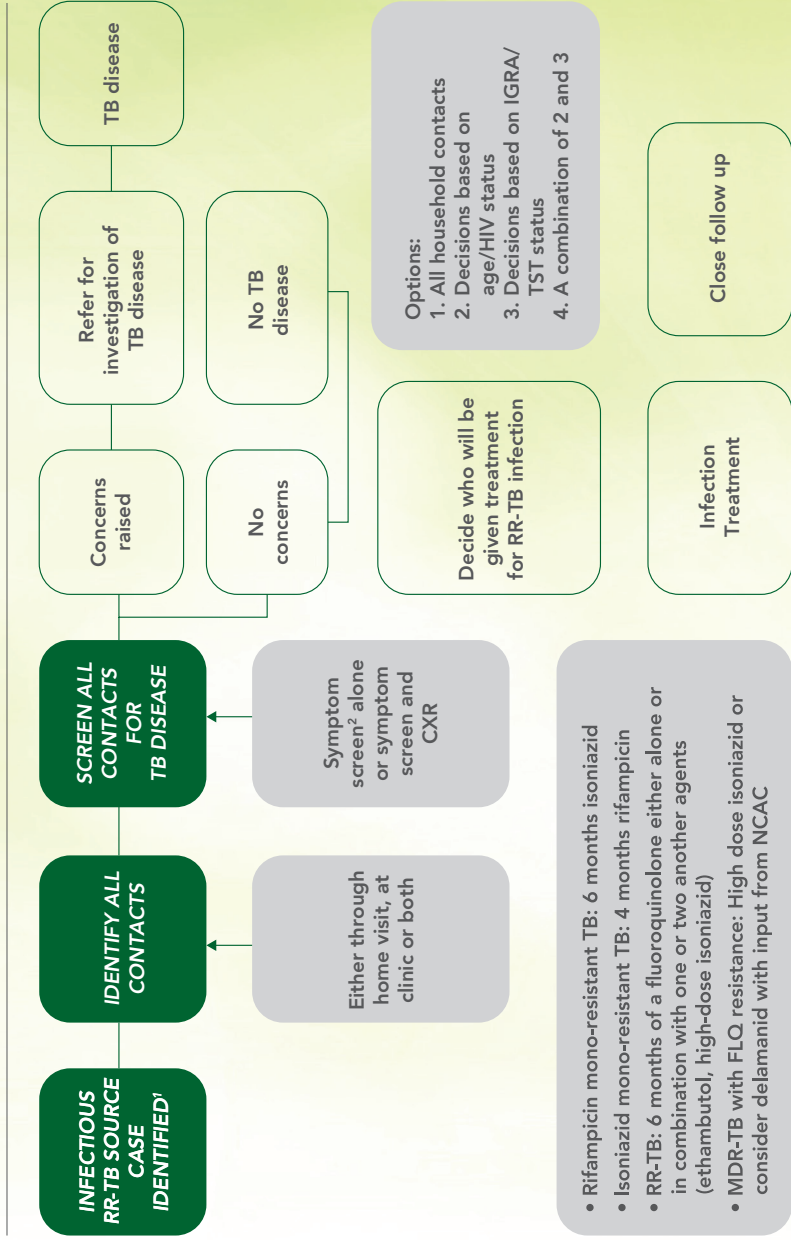 INFECTIOUS
RR-TB SOURCE
CASE
IDENTIFIED¹
IDENTIFY ALL
CONTACTS
SCREEN ALL
CONTACTS
FOR
TB DISEASE
Concerns
raised
Refer for
investigation of
TB disease
TB disease
No
concerns
No TB
disease
Either through
home visit, at
clinic or both
Symptom
screen² alone
or symptom
screen and
CXR
Decide who will be
given treatment
for RR-TB infection
Options:
1. All household contacts
2. Decisions based on
age/HIV status
3. Decisions based on IGRA/
TST status
4. A combination of 2 and 3
• Rifampicin mono-resistant TB: 6 months isoniazid
• Isoniazid mono-resistant TB: 4 months rifampicin
• RR-TB: 6 months of a fluoroquinolone either alone or
in combination with one or two another agents
(ethambutol, high-dose isoniazid)
• MDR-TB with FLQ resistance: High dose isoniazid or
consider delamanid with input from NCAC
Infection
Treatment
Close follow up